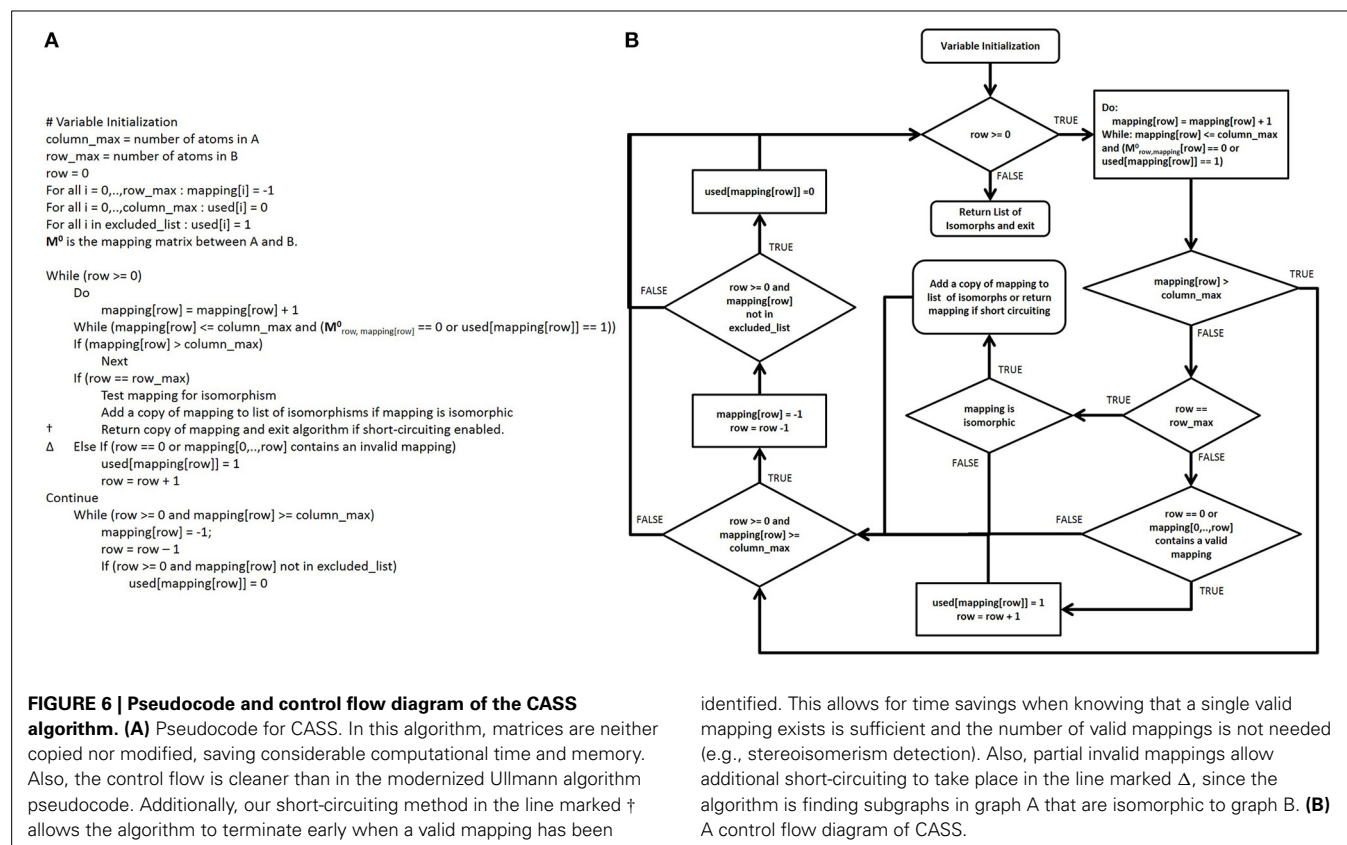 A
# Variable Initialization
column_max = number of atoms in A
row_max = number of atoms in B
row = 0
For all i = 0,..,row_max : mapping[i] = -1
For all i = 0,..,column_max : used[i] = 0
For all i in excluded_list : used[i] = 1
M⁰ is the mapping matrix between A and B.
While (row >= 0)
Do
mapping[row] = mapping[row] + 1
While (mapping[row] <= column_max and (M⁰row, mapping[row] == 0 or used[mapping[row]] == 1))
If (mapping[row] > column_max)
Next
If (row == row_max)
Test mapping for isomorphism
Add a copy of mapping to list of isomorphisms if mapping is isomorphic
† Return copy of mapping and exit algorithm if short-circuiting enabled.
Δ Else If (row == 0 or mapping[0,..,row] contains an invalid mapping)
used[mapping[row]] = 1
row = row + 1
Continue
While (row >= 0 and mapping[row] >= column_max)
mapping[row] = -1;
row = row – 1
If (row >= 0 and mapping[row] not in excluded_list)
used[mapping[row]] = 0
B
Variable Initialization
row >= 0
TRUE
FALSE
Do:
mapping[row] = mapping[row] + 1
While: mapping[row] <= column_max
and (M⁰row,mapping[row] == 0 or
used[mapping[row]] == 1)
Return List of
Isomorphs and exit
used[mapping[row]] =0
TRUE
row >= 0 and
mapping[row]
not in
excluded_list
FALSE
Add a copy of mapping to
list of isomorphs or return
mapping if short circuiting
mapping[row] >
column_max
TRUE
FALSE
mapping[row] = -1
row = row -1
TRUE
mapping is
isomorphic
TRUE
FALSE
row ==
row_max
TRUE
FALSE
row >= 0 and
mapping[row] >=
column_max
FALSE
TRUE
row == 0 or
mapping[0,..,row]
contains a valid
mapping
FALSE
TRUE
used[mapping[row]] = 1
row = row + 1
FIGURE 6 | Pseudocode and control flow diagram of the CASS
algorithm. (A) Pseudocode for CASS. In this algorithm, matrices are neither
copied nor modified, saving considerable computational time and memory.
Also, the control flow is cleaner than in the modernized Ullmann algorithm
pseudocode. Additionally, our short-circuiting method in the line marked †
allows the algorithm to terminate early when a valid mapping has been
identified. This allows for time savings when knowing that a single valid
mapping exists is sufficient and the number of valid mappings is not needed
(e.g., stereoisomerism detection). Also, partial invalid mappings allow
additional short-circuiting to take place in the line marked Δ, since the
algorithm is finding subgraphs in graph A that are isomorphic to graph B. (B)
A control flow diagram of CASS.